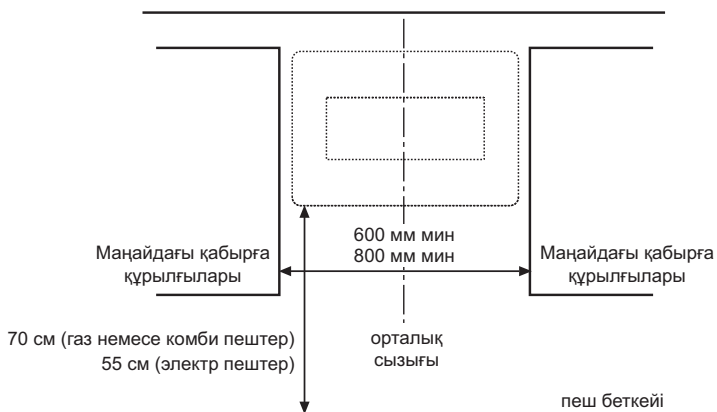 600 мм мин
800 мм мин
Маңайдағы қабырға
құрылғылары
Маңайдағы қабырға
құрылғылары
70 см (газ немесе комби пештер)
55 см (электр пештер)
орталық
сызығы
пеш беткейі